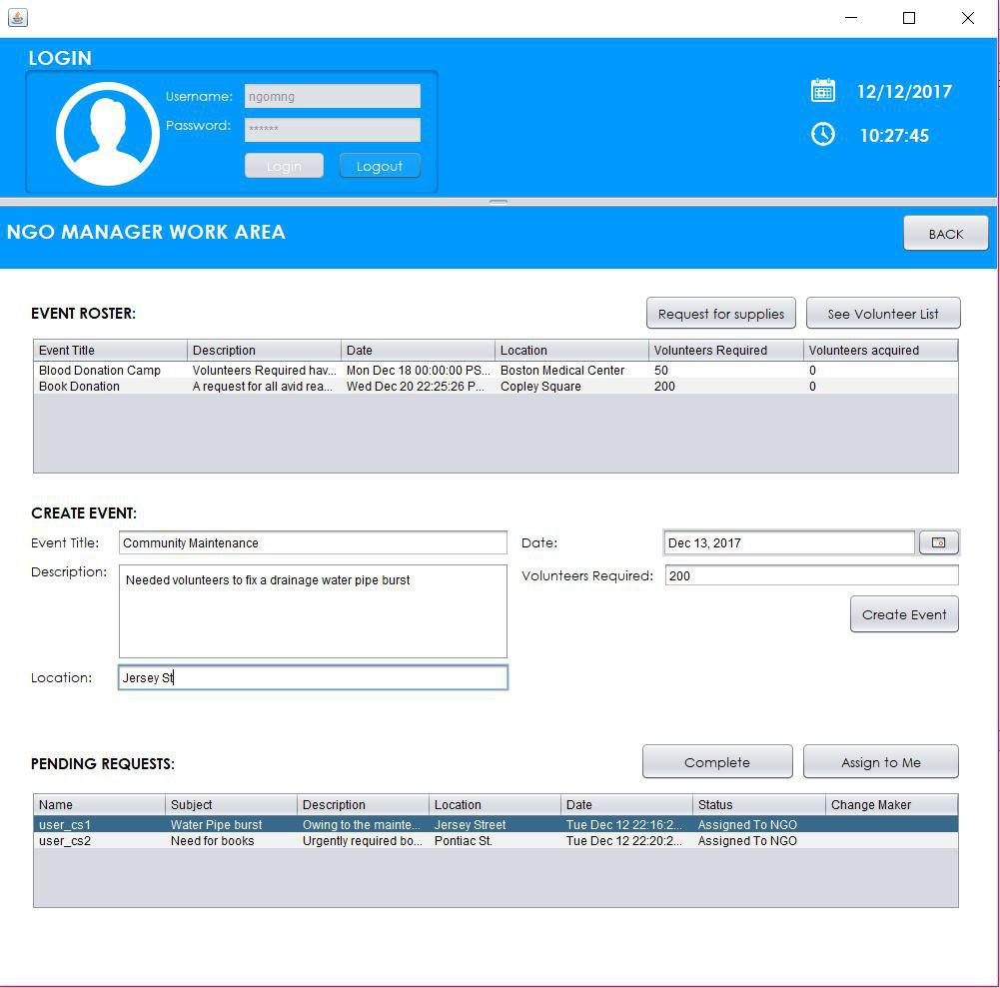 LOGIN
Username: ngomng
Password: ******
Login Logout
12/12/2017
10:27:45
NGO MANAGER WORK AREA
BACK
EVENT ROSTER:
Request for supplies See Volunteer List
Event Title Description Date Location Volunteers Required Volunteers acquired
Blood Donation Camp Volunteers Required hav... Mon Dec 18 00:00:00 PS... Boston Medical Center 50 0
Book Donation A request for all avid rea... Wed Dec 20 22:25:26 P... Copley Square 200 0
CREATE EVENT:
Event Title: Community Maintenance Date: Dec 13, 2017
Description: Needed volunteers to fix a drainage water pipe burst Volunteers Required: 200
Create Event
Location: Jersey St
PENDING REQUESTS:
Complete Assign to Me
Name Subject Description Location Date Status Change Maker
user_cs1 Water Pipe burst Owing to the mainte... Jersey Street Tue Dec 12 22:16:2... Assigned To NGO
user_cs2 Need for books Urgently required bo... Pontiac St. Tue Dec 12 22:20:2... Assigned To NGO